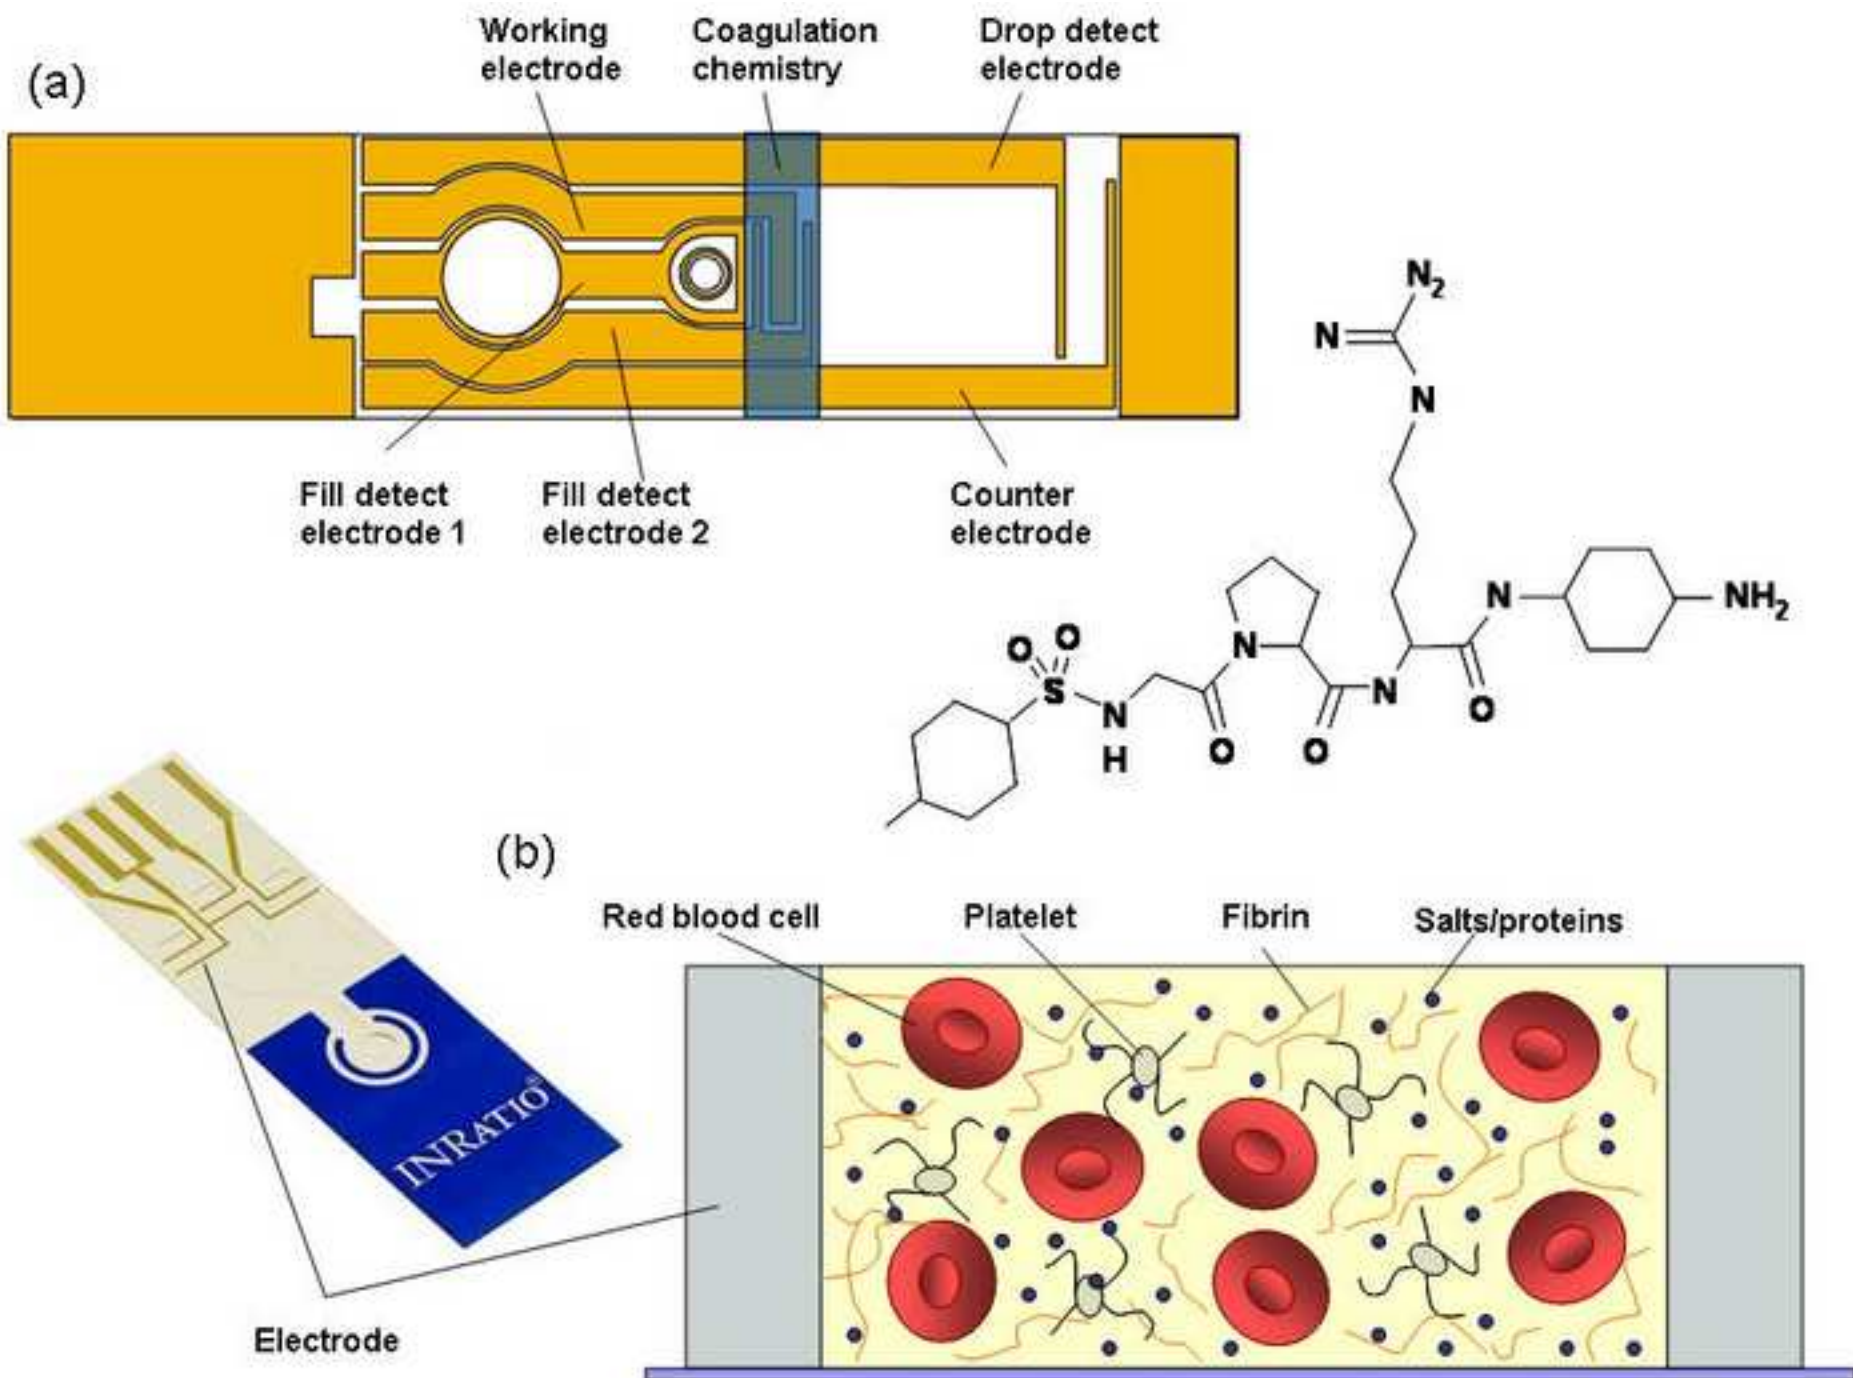 (a)
Working
electrode
Coagulation
chemistry
Drop detect
electrode
Fill detect
electrode 1
Fill detect
electrode 2
Counter
electrode
N2
N
N
N
NH2
O
O
S
N
H
O
N
O
N
O
(b)
INRATIO®
Electrode
Red blood cell
Platelet
Fibrin
Salts/proteins